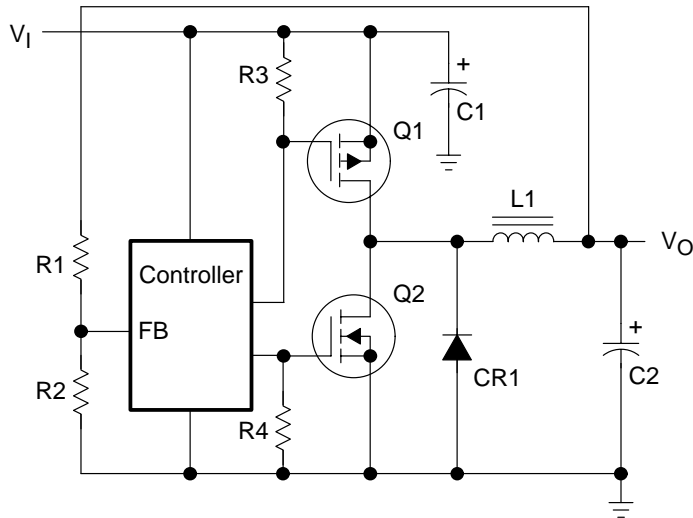 V_I
R3
+
C1
Q1
L1
V_O
R1
Controller
FB
Q2
+
C2
CR1
R2
R4